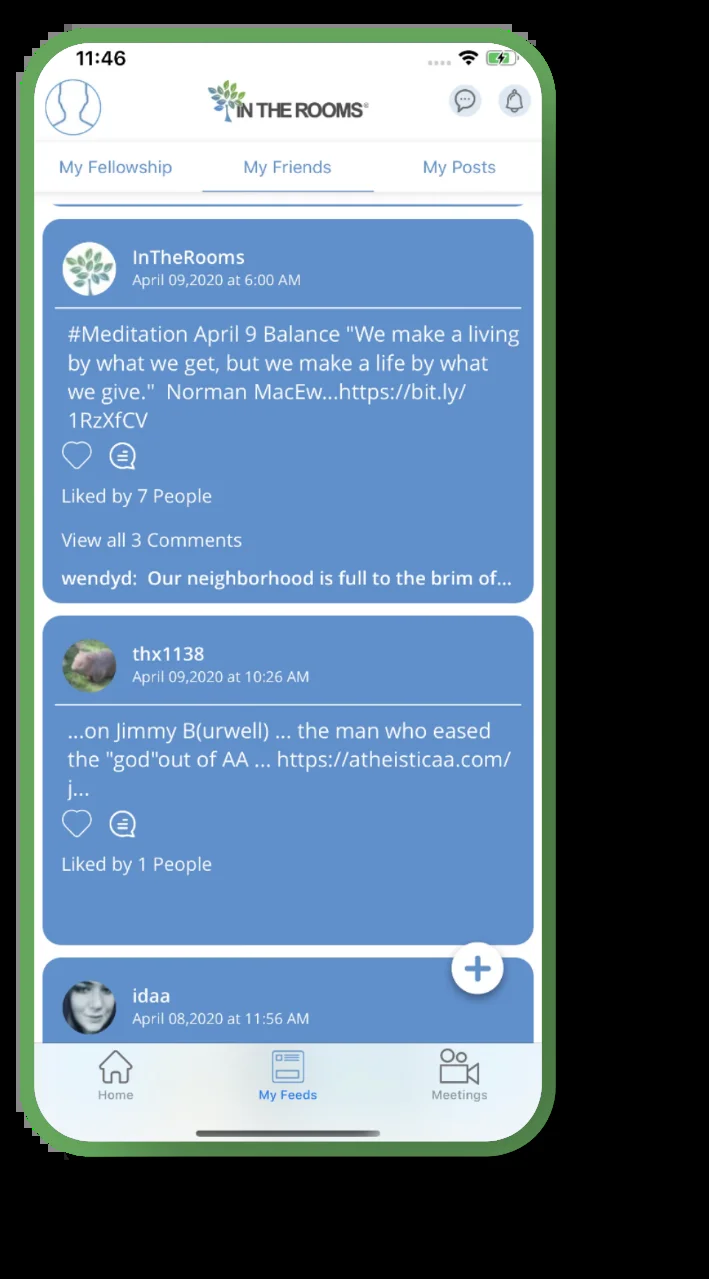 11:46
IN THE ROOMS®
My Fellowship My Friends My Posts
InTheRooms
April 09,2020 at 6:00 AM
#Meditation April 9 Balance "We make a living
by what we get, but we make a life by what
we give."  Norman MacEw...https://bit.ly/
1RzXfCV
Liked by 7 People
View all 3 Comments
wendyd:  Our neighborhood is full to the brim of...
thx1138
April 09,2020 at 10:26 AM
...on Jimmy B(urwell) ... the man who eased
the "god"out of AA ... https://atheisticaa.com/
j...
Liked by 1 People
idaa
April 08,2020 at 11:56 AM
Home My Feeds Meetings